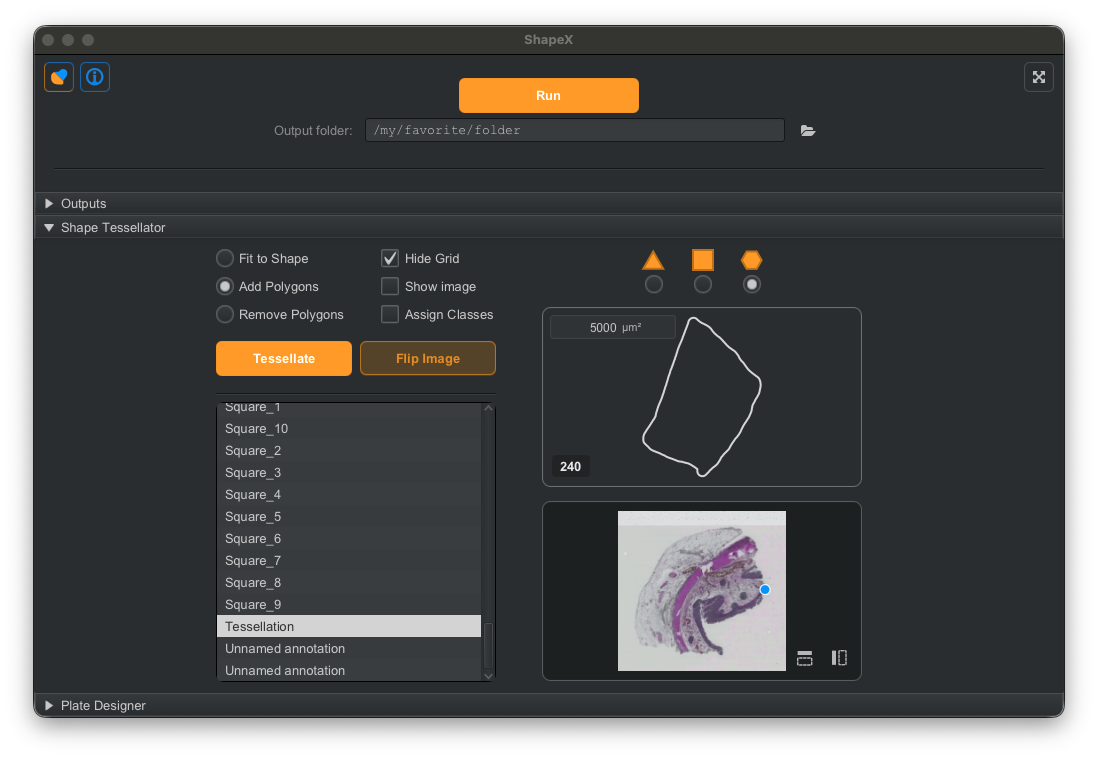 ShapeX
Run
Output folder: /my/favorite/folder
Outputs
Shape Tessellator
Fit to Shape
Hide Grid
Add Polygons
Show image
Remove Polygons
Assign Classes
Tessellate
Flip Image
5000 µm²
240
Square_1
Square_10
Square_2
Square_3
Square_4
Square_5
Square_6
Square_7
Square_8
Square_9
Tessellation
Unnamed annotation
Unnamed annotation
Plate Designer